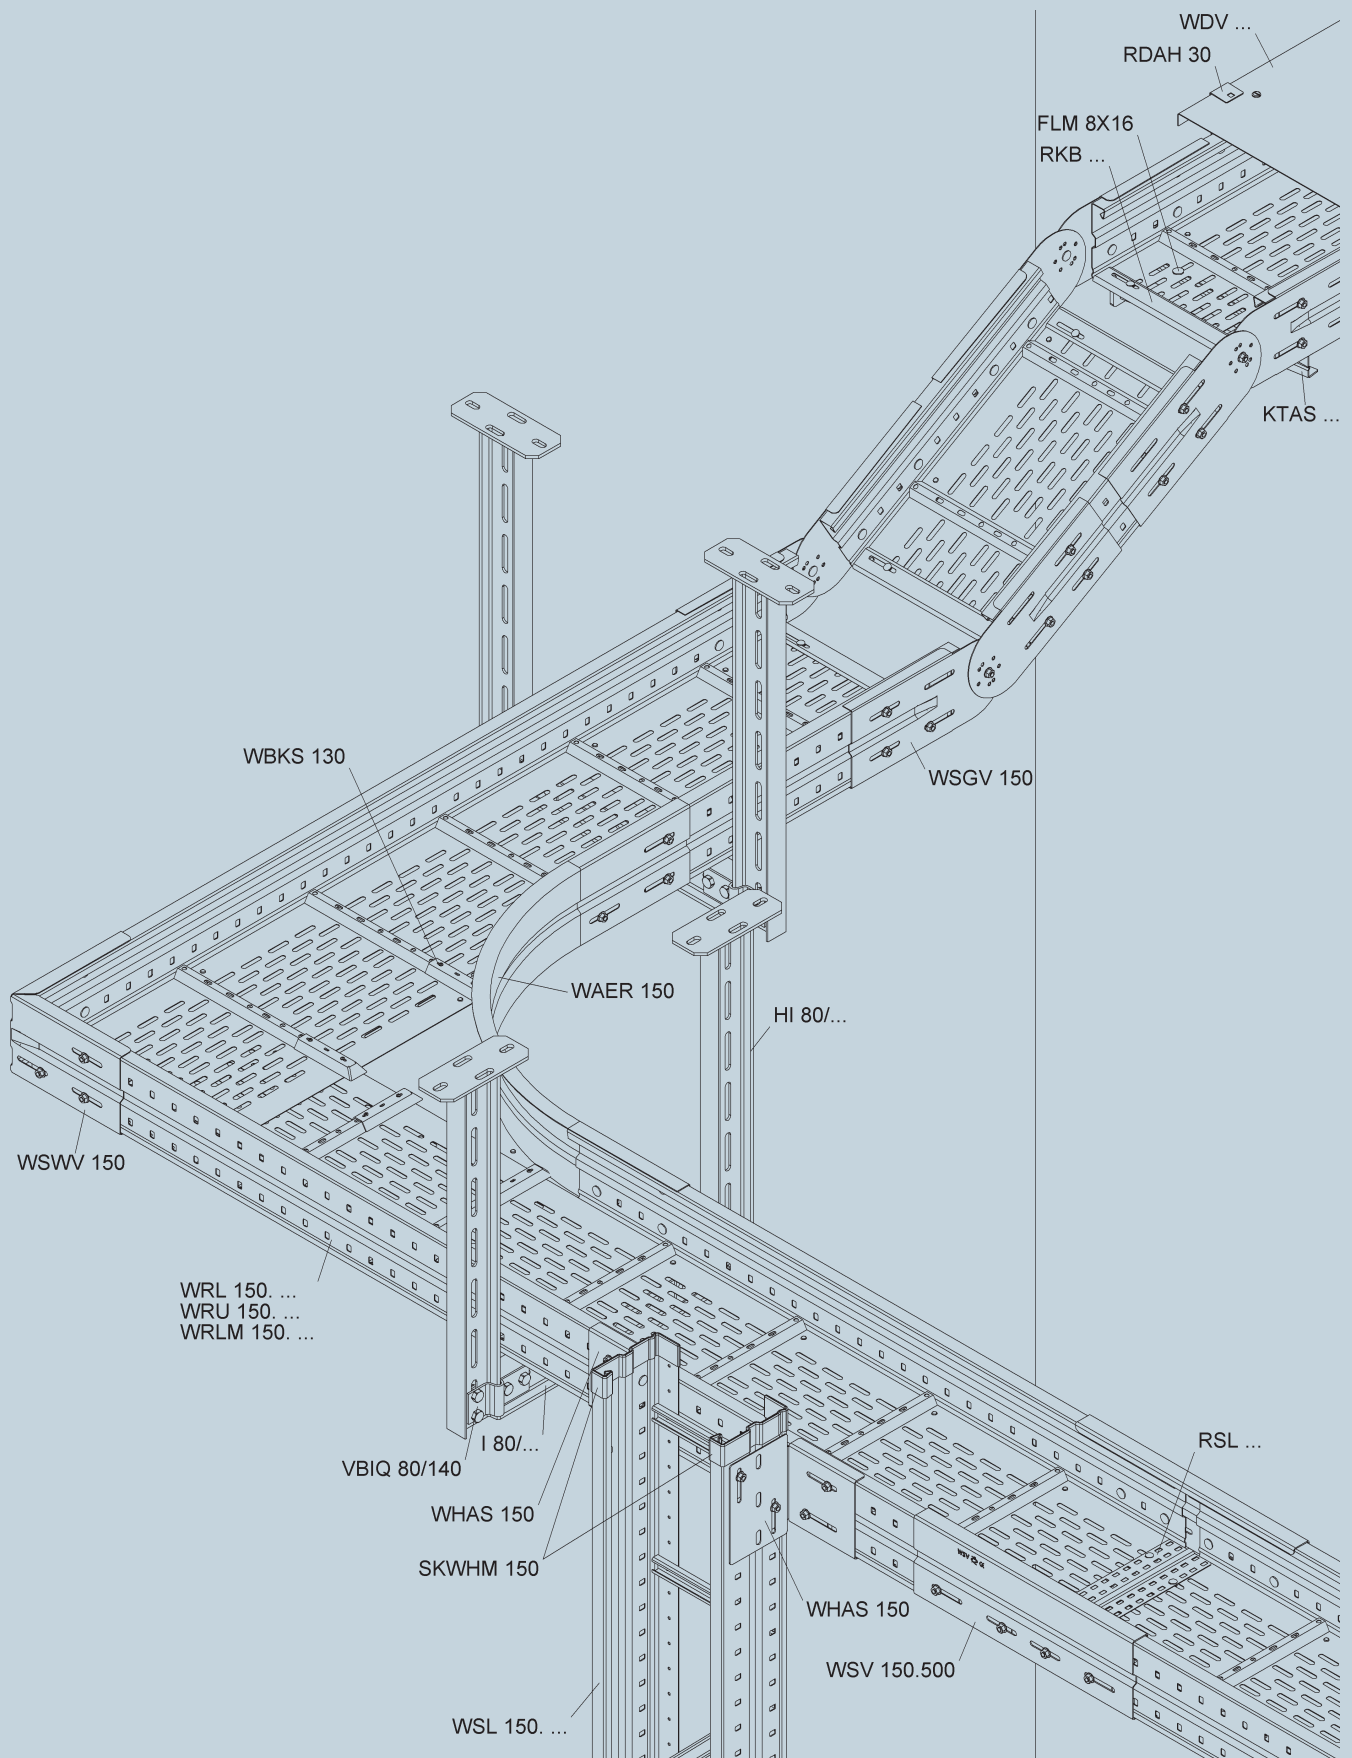 WDV ...
RDAH 30
FLM 8X16
RKB ...
KTAS ...
WBKS 130
WSGV 150
WAER 150
HI 80/...
WSWV 150
WRL 150. ...
WRU 150. ...
WRLM 150. ...
I 80/...
VBIQ 80/140
RSL ...
WHAS 150
SKWHM 150
WSV
WHAS 150
WSV 150.500
WSL 150. ...